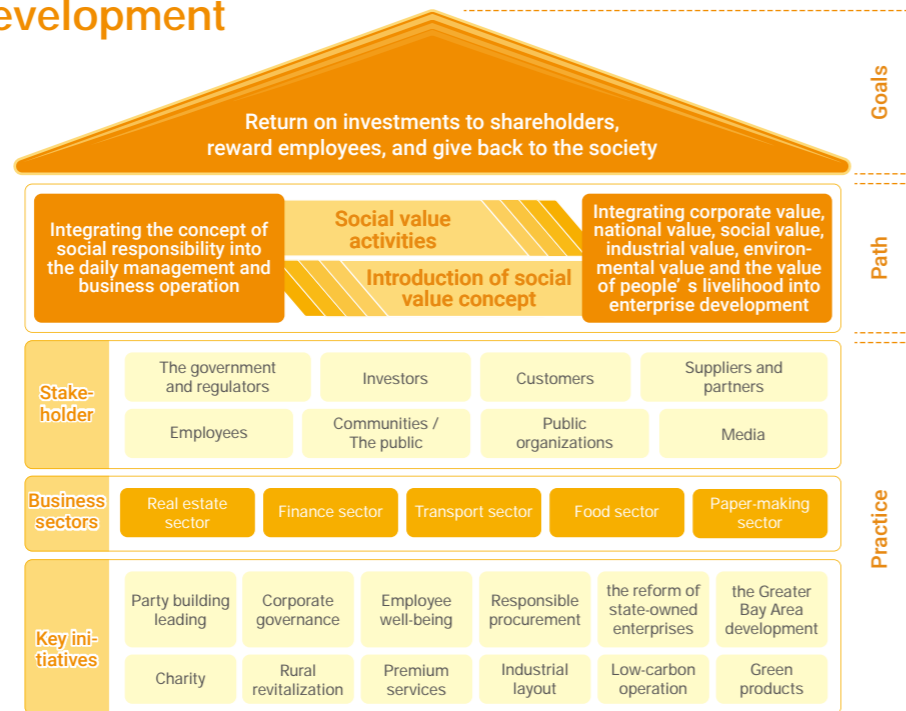 evelopment
Goals
Return on investments to shareholders,
reward employees, and give back to the society
Path
Integrating the concept of
social responsibility into
the daily management and
business operation
Social value
activities
Introduction of social
value concept
Integrating corporate value,
national value, social value,
industrial value, environ-
mental value and the value
of people’ s livelihood into
enterprise development
Practice
Stake-
holder
The government
and regulators
Investors
Customers
Suppliers and
partners
Employees
Communities /
The public
Public
organizations
Media
Business
sectors
Real estate
sector
Finance sector
Transport sector
Food sector
Paper-making
sector
Key ini-
tiatives
Party building
leading
Corporate
governance
Employee
well-being
Responsible
procurement
the reform of
state-owned
enterprises
the Greater
Bay Area
development
Charity
Rural
revitalization
Premium
services
Industrial
layout
Low-carbon
operation
Green
products